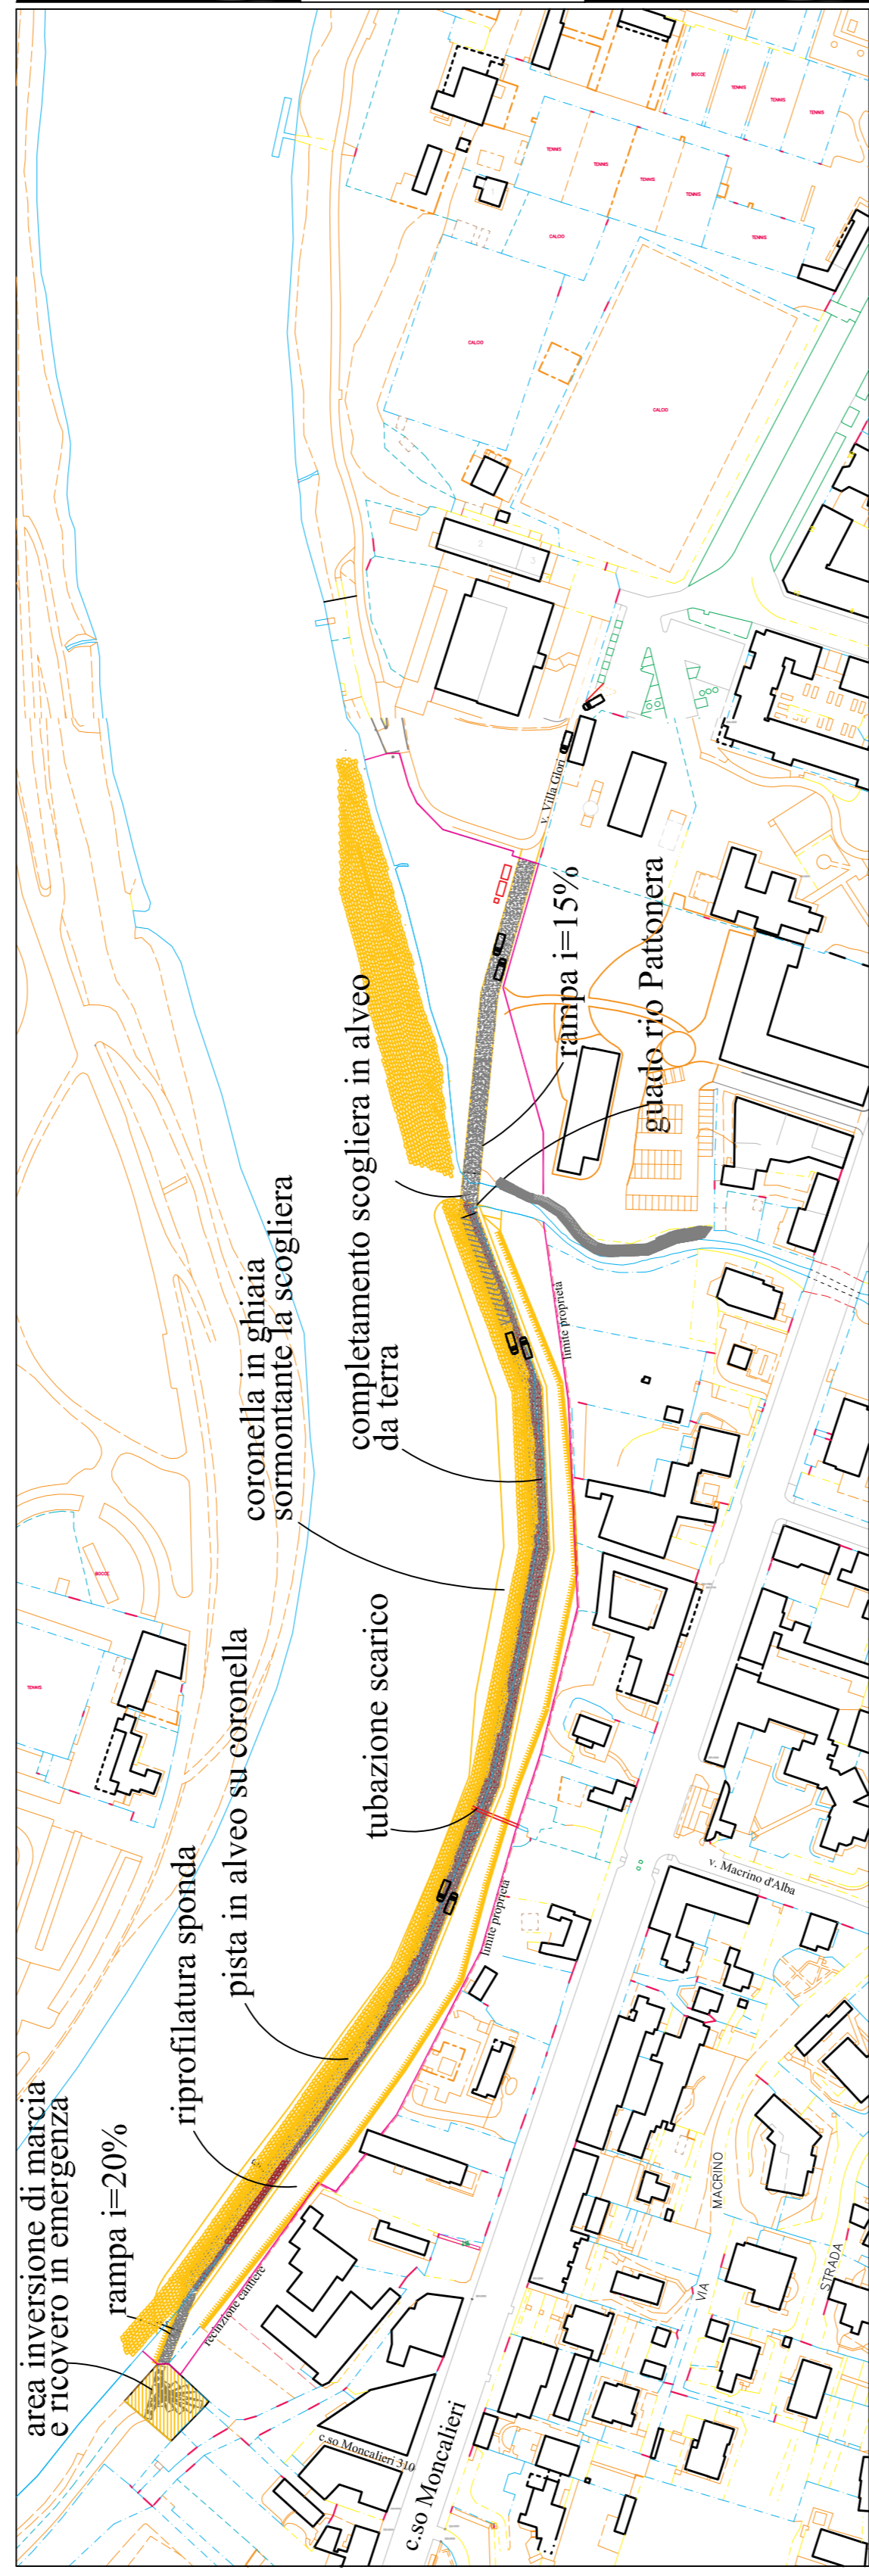 BOCCE
TENNIS
TENNIS
TENNIS
TENNIS
TENNIS
TENNIS
TENNIS
CALCIO
TENNIS
CALCIO
CALCIO
2
3
v. Villa Glori
rampa i=15%
guado rio Pattonera
completamento scogliera in alveo
da terra
coronella in ghiaia
sormontante la scogliera
limite proprietà
BOCCE
TENNIS
tubazione scarico
pista in alveo su coronella
riprofilatura sponda
limite proprietà
v. Macrino d'Alba
area inversione di marcia
e ricovero in emergenza
rampa i=20%
recinzione cantiere
c.so Moncalieri 310
c.so Moncalieri
VIA
MACRINO
STRADA